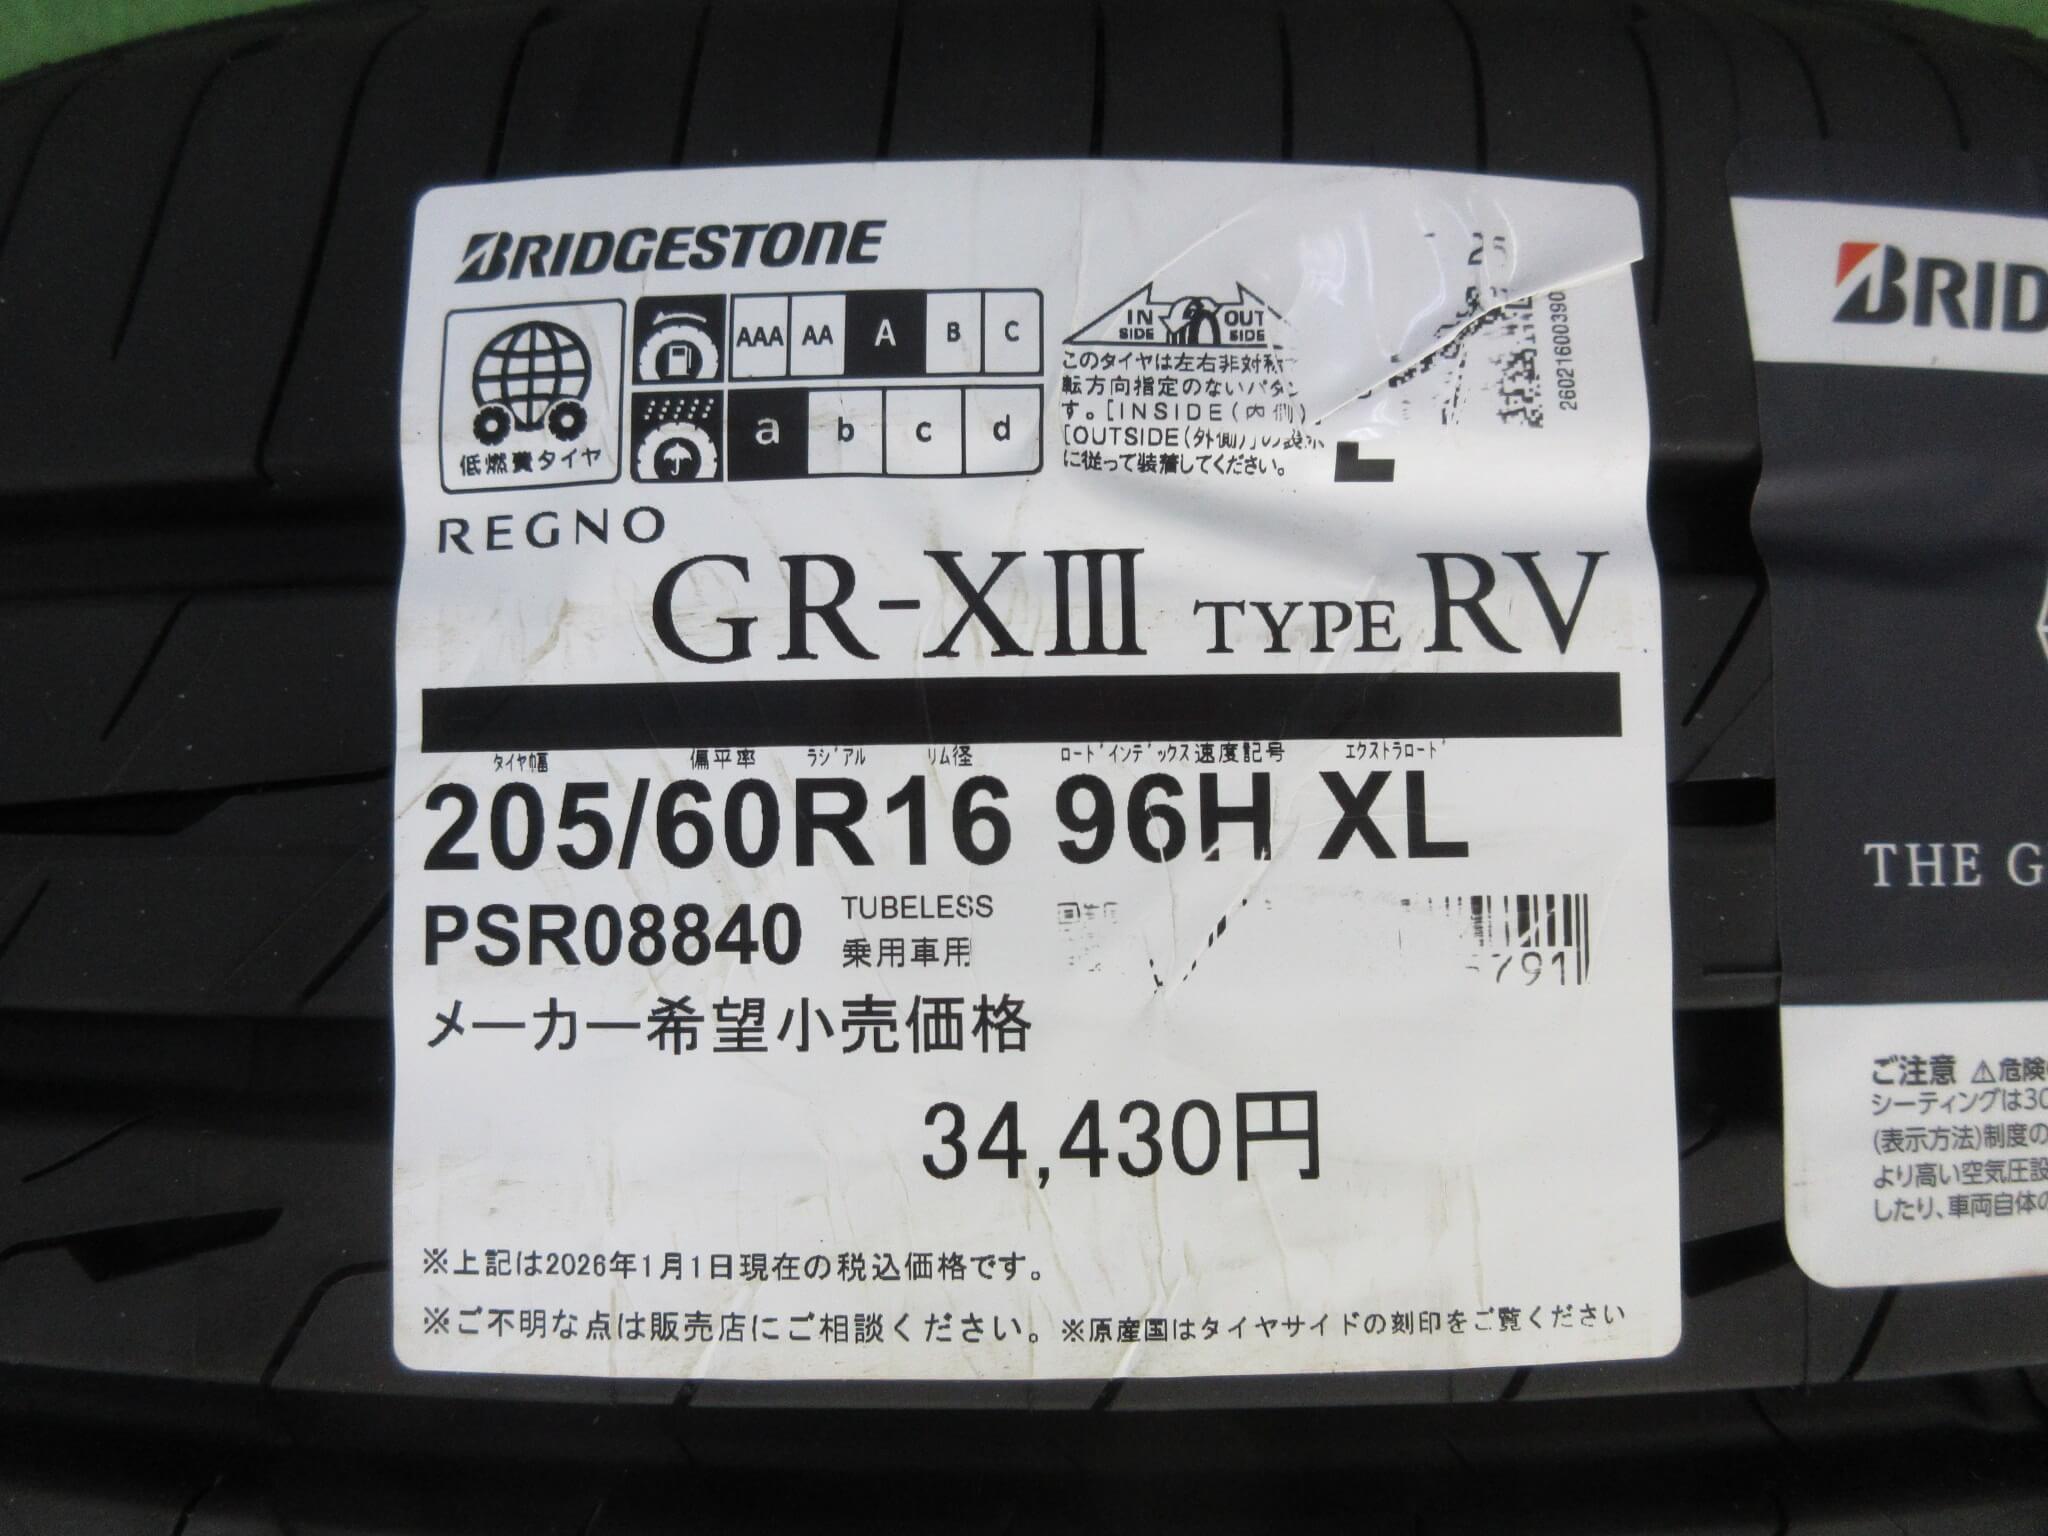 BRIDGESTONE
AAA AA A B C
a b c d
低燃費タイヤ
IN SIDE OUT SIDE
このタイヤは左右非対称
転方向指定のないパタン
す。[INSIDE(内側)
[OUTSIDE(外側)]の表示
に従って装着してください。
26021600390
REGNO
GR-XIII TYPE RV
タイヤ幅 偏平率 ラジアル リム径 ロードインデックス 速度記号 エクストラロード
205/60R16 96H XL
PSR08840 TUBELESS
乗用車用
791
メーカー希望小売価格
34,430円
※上記は2026年1月1日現在の税込価格です。
※ご不明な点は販売店にご相談ください。※原産国はタイヤサイドの刻印をご覧ください
BRID
THE G
ご注意 ⚠危険
シーティングは30
(表示方法)制度の
より高い空気圧設
したり、車両自体の